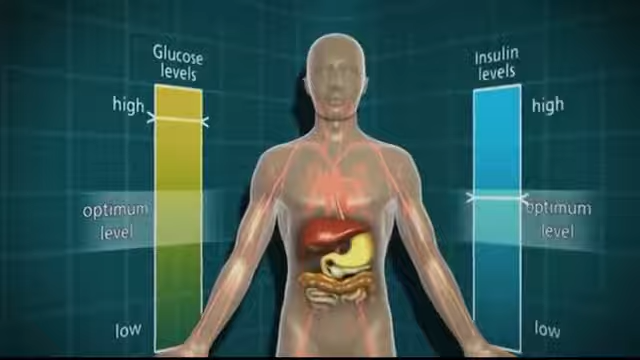 Glucose
levels
high
optimum
level
low
Insulin
levels
high
optimum
level
low